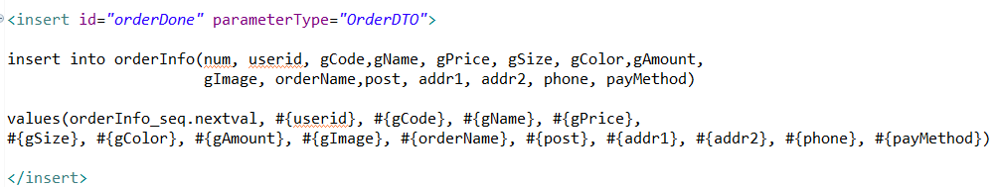 <insert id="orderDone" parameterType="OrderDTO">
insert into orderInfo(num, userid, gCode,gName, gPrice, gSize, gColor,gAmount,
gImage, orderName,post, addr1, addr2, phone, payMethod)
values(orderInfo_seq.nextval, #{userid}, #{gCode}, #{gName}, #{gPrice},
#{gSize}, #{gColor}, #{gAmount}, #{gImage}, #{orderName}, #{post}, #{addr1}, #{addr2}, #{phone}, #{payMethod})
</insert>